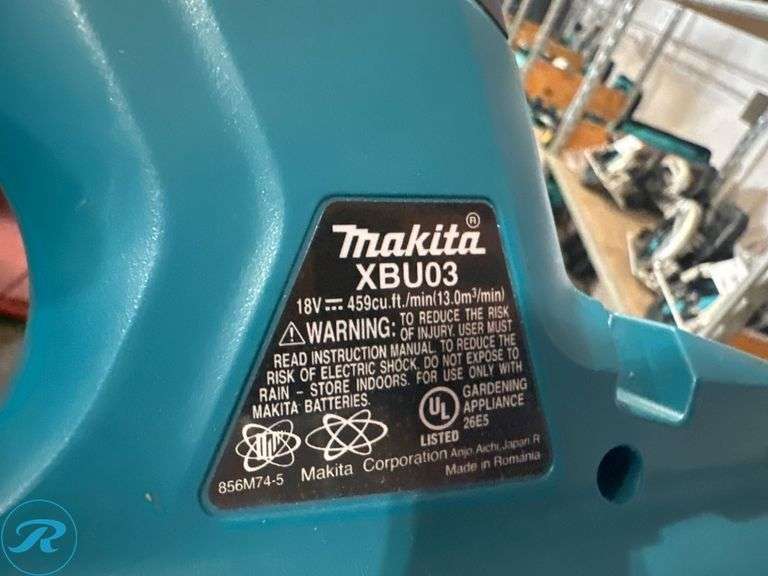 makita®
XBU03
18V⎓ 459cu.ft./min(13.0m³/min)
⚠WARNING: TO REDUCE THE RISK
OF INJURY. USER MUST
READ INSTRUCTION MANUAL. TO REDUCE THE
RISK OF ELECTRIC SHOCK. DO NOT EXPOSE TO
RAIN - STORE INDOORS. FOR USE ONLY WITH
MAKITA BATTERIES.
UL
LISTED
GARDENING
APPLIANCE
26E5
856M74-5
Makita Corporation Anjo Aichi, Japan R
Made in Romania
R